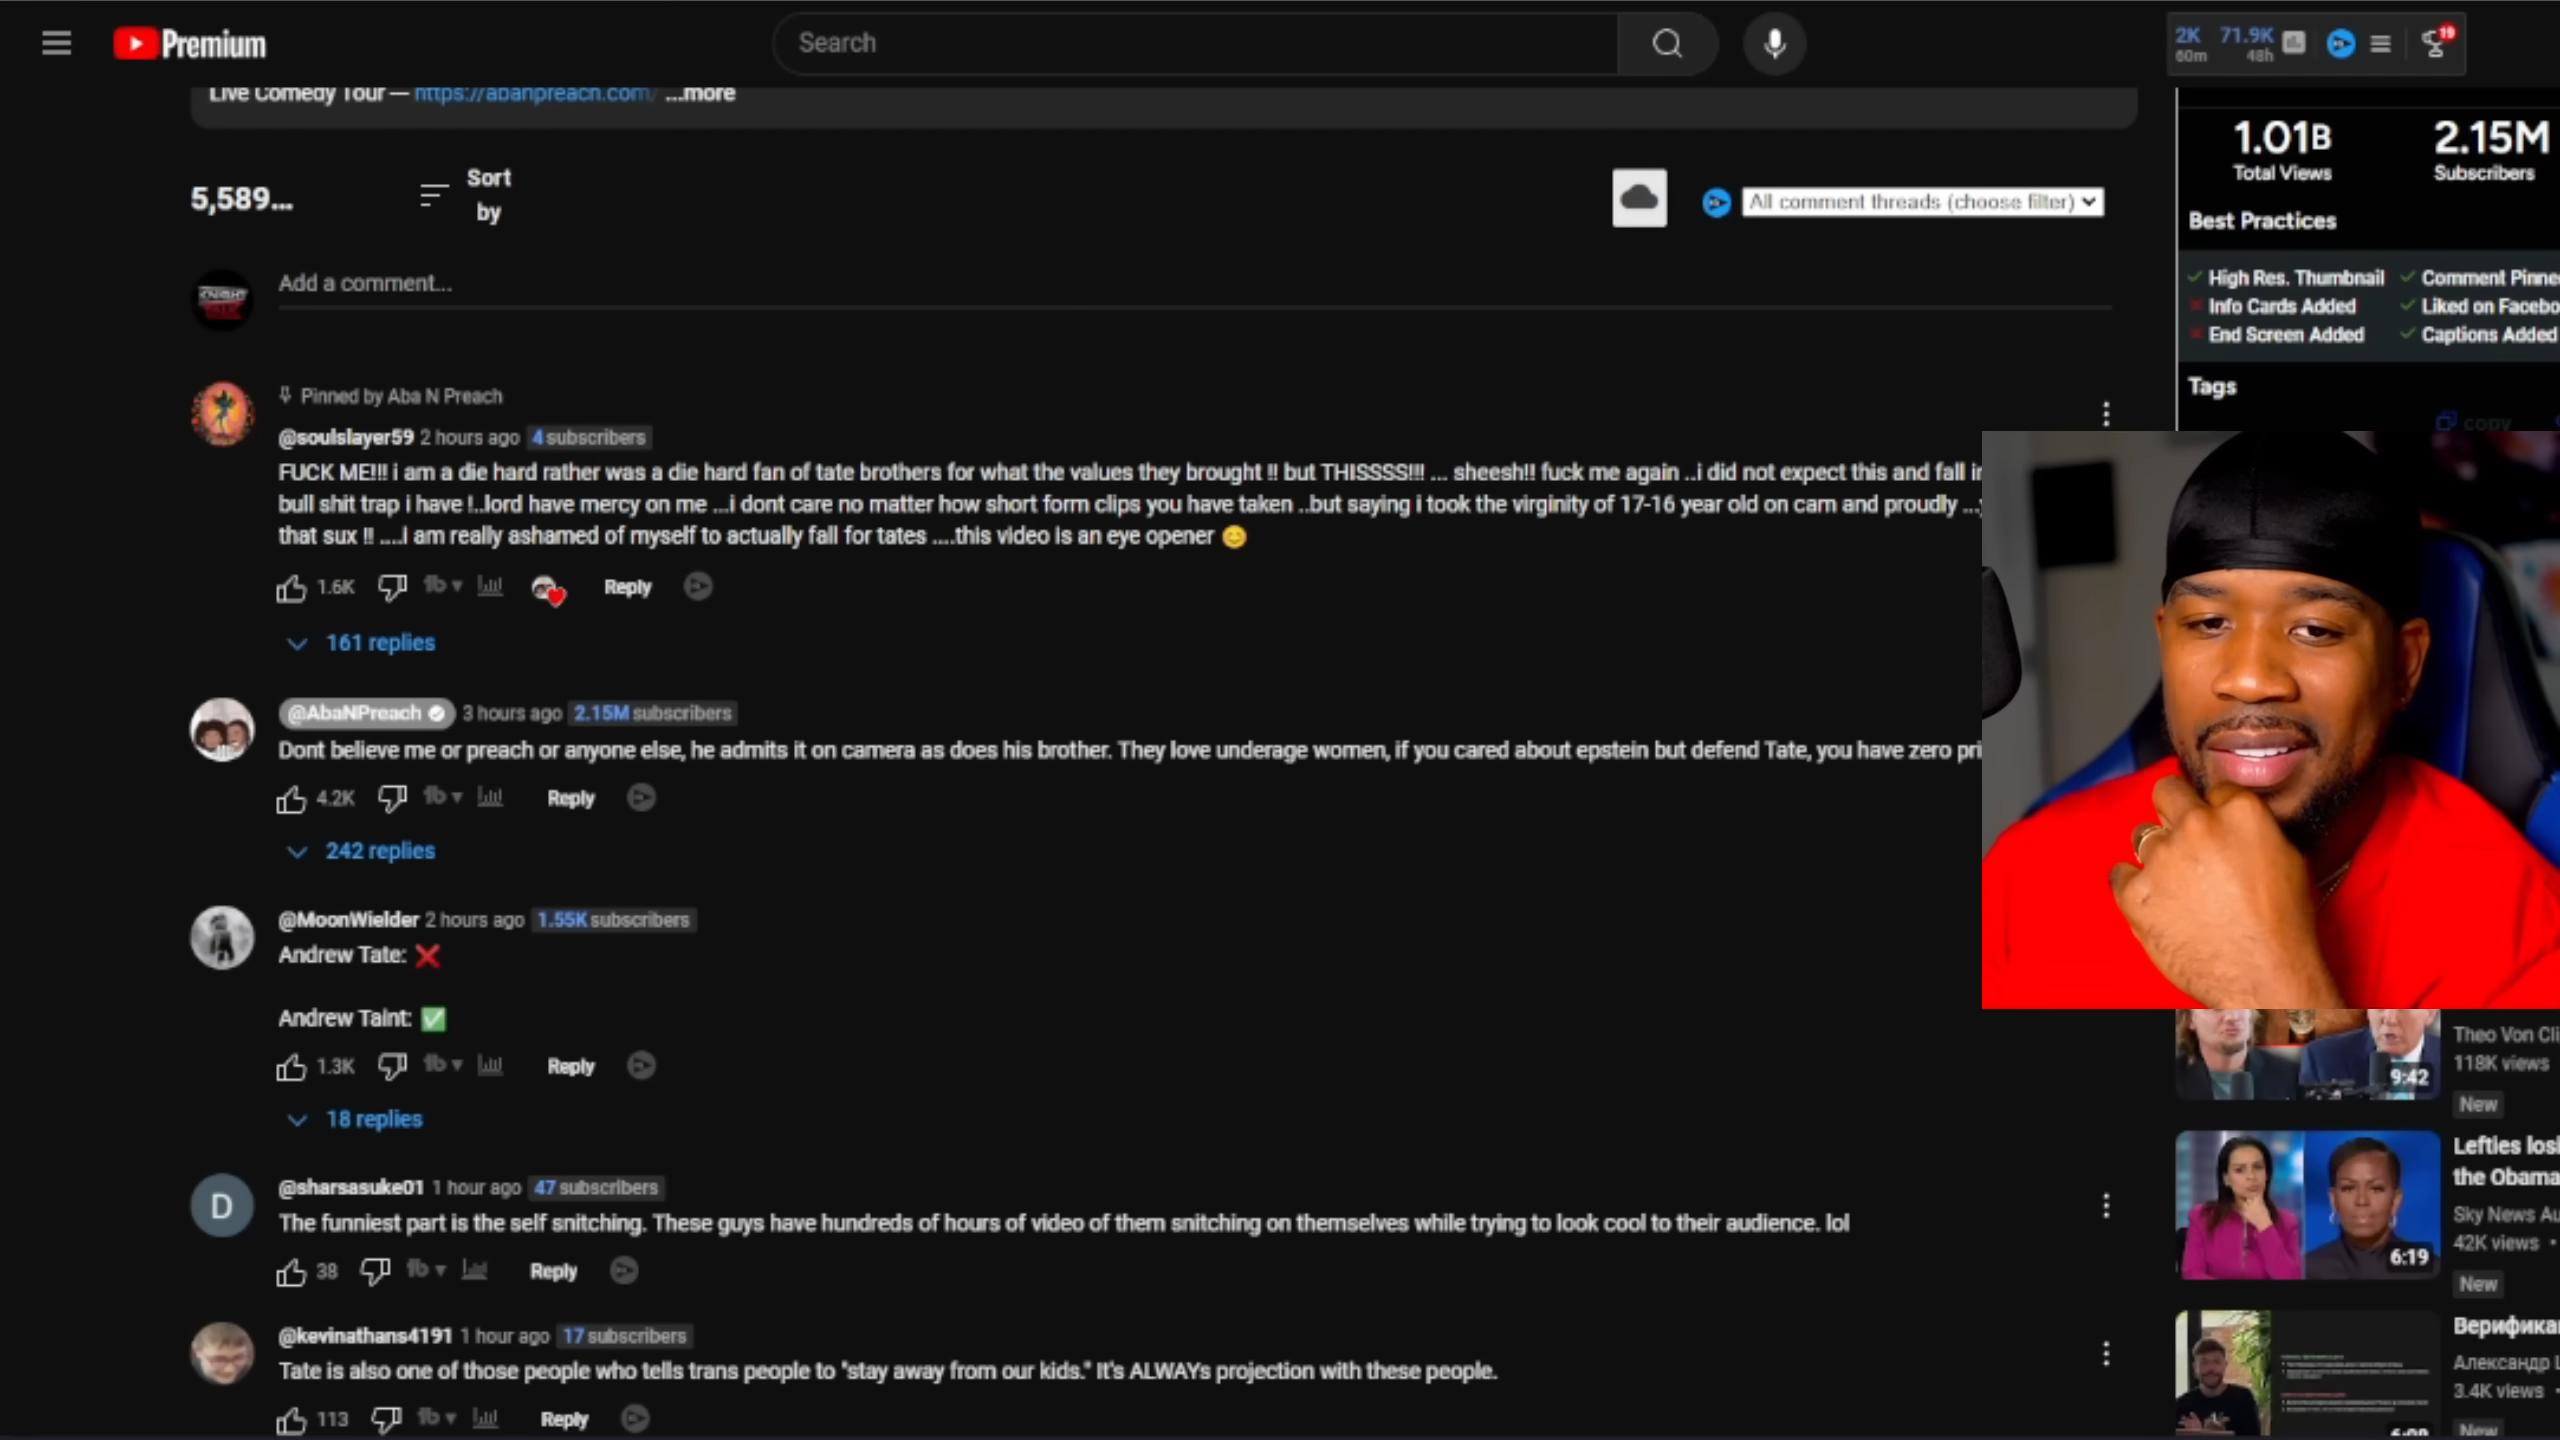 Premium
Search
2K 71.9K
60m 48h
19
Live Comedy Tour — https://abanpreach.com/ ...more
1.01B 2.15M
Total Views Subscribers
5,589...
Sort
by
All comment threads (choose filter)
Best Practices
High Res. Thumbnail Comment Pinne
Info Cards Added Liked on Facebo
End Screen Added Captions Added
Tags
copy
Add a comment...
KNIGHT
TALK
Pinned by Aba N Preach
@soulslayer59 2 hours ago 4 subscribers
FUCK ME!!! i am a die hard rather was a die hard fan of tate brothers for what the values they brought !! but THISSSS!!! ... sheesh!! fuck me again ..i did not expect this and fall i
bull shit trap i have !..lord have mercy on me ...i dont care no matter how short form clips you have taken ..but saying i took the virginity of 17-16 year old on cam and proudly ...
that sux !! ....I am really ashamed of myself to actually fall for tates ....this video is an eye opener 😊
1.6K Reply
161 replies
@AbaNPreach 3 hours ago 2.15M subscribers
Dont believe me or preach or anyone else, he admits it on camera as does his brother. They love underage women, if you cared about epstein but defend Tate, you have zero pri
4.2K Reply
242 replies
@MoonWielder 2 hours ago 1.55K subscribers
Andrew Tate: ❌
Andrew Taint: ✅
1.3K Reply
18 replies
D
@sharsasuke01 1 hour ago 47 subscribers
The funniest part is the self snitching. These guys have hundreds of hours of video of them snitching on themselves while trying to look cool to their audience. lol
38 Reply
@kevinathans4191 1 hour ago 17 subscribers
Tate is also one of those people who tells trans people to "stay away from our kids." It's ALWAYs projection with these people.
113 Reply
9:42
Theo Von Cli
118K views
New
6:19
Lefties losi
the Obama
Sky News Au
42K views •
New
Верифика
Александр
3.4K views
New